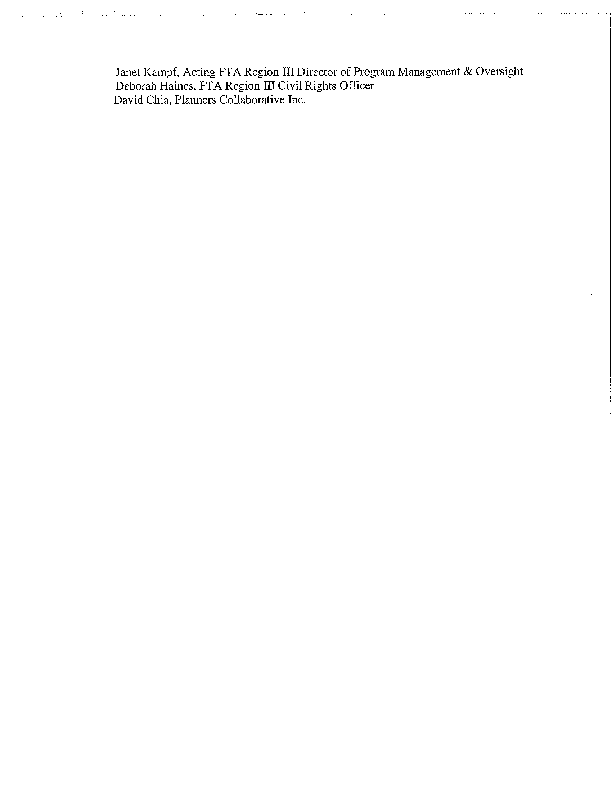 Janet Kampf, Acting FTA Region III Director of Program Management & Oversight
Deborah Haines, FTA Region III Civil Rights Officer
David Chia, Planners Collaborative Inc.